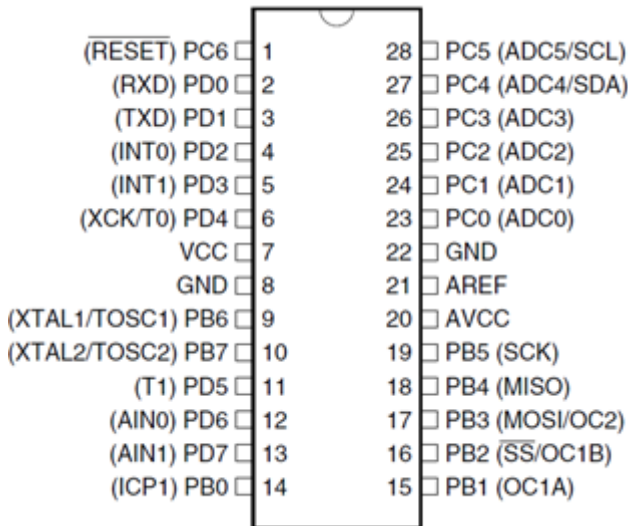 (RESET) PC6 1 28 PC5 (ADC5/SCL)
(RXD) PD0 2 27 PC4 (ADC4/SDA)
(TXD) PD1 3 26 PC3 (ADC3)
(INT0) PD2 4 25 PC2 (ADC2)
(INT1) PD3 5 24 PC1 (ADC1)
(XCK/T0) PD4 6 23 PC0 (ADC0)
VCC 7 22 GND
GND 8 21 AREF
(XTAL1/TOSC1) PB6 9 20 AVCC
(XTAL2/TOSC2) PB7 10 19 PB5 (SCK)
(T1) PD5 11 18 PB4 (MISO)
(AIN0) PD6 12 17 PB3 (MOSI/OC2)
(AIN1) PD7 13 16 PB2 (SS/OC1B)
(ICP1) PB0 14 15 PB1 (OC1A)